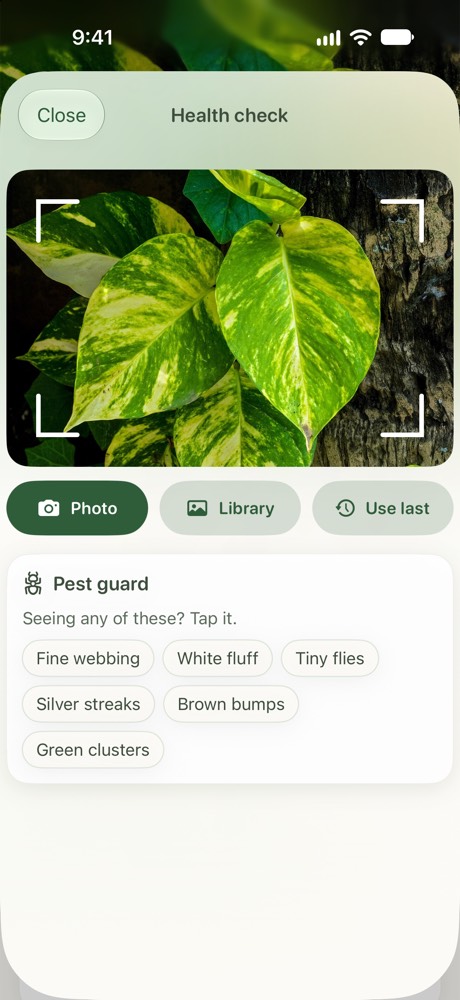 9:41
Close
Health check
Photo
Library
Use last
Pest guard
Seeing any of these? Tap it.
Fine webbing
White fluff
Tiny flies
Silver streaks
Brown bumps
Green clusters